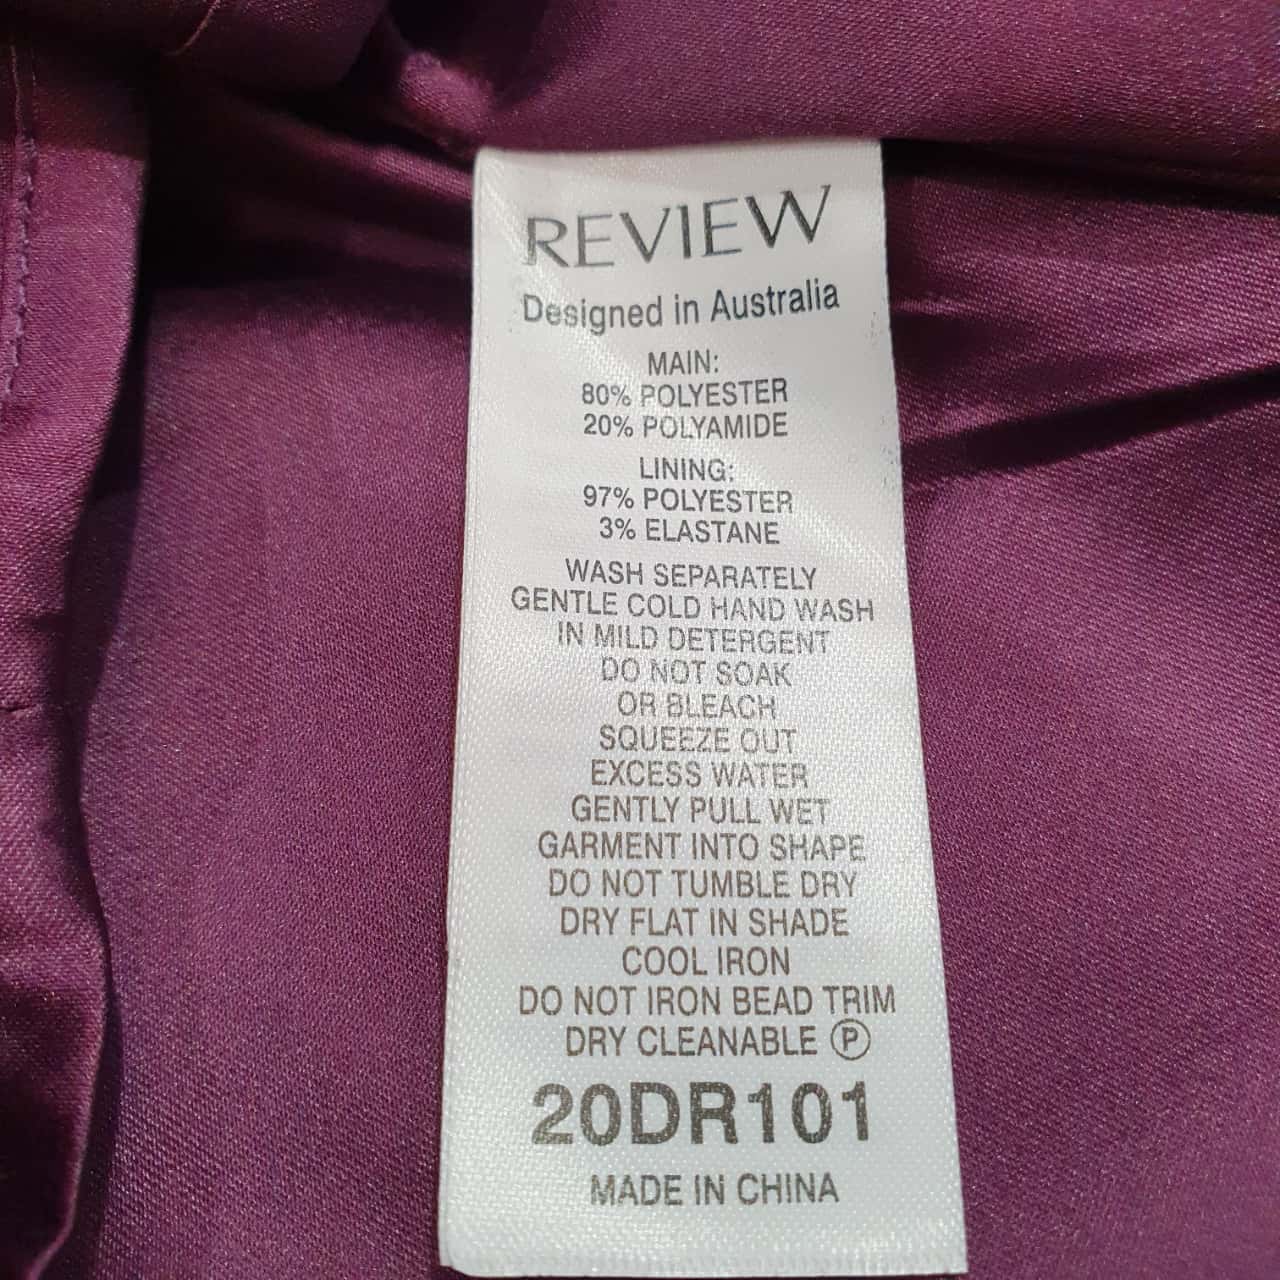 REVIEW
Designed in Australia
MAIN:
80% POLYESTER
20% POLYAMIDE
LINING:
97% POLYESTER
3% ELASTANE
WASH SEPARATELY
GENTLE COLD HAND WASH
IN MILD DETERGENT
DO NOT SOAK
OR BLEACH
SQUEEZE OUT
EXCESS WATER
GENTLY PULL WET
GARMENT INTO SHAPE
DO NOT TUMBLE DRY
DRY FLAT IN SHADE
COOL IRON
DO NOT IRON BEAD TRIM
DRY CLEANABLE Ⓟ
20DR101
MADE IN CHINA